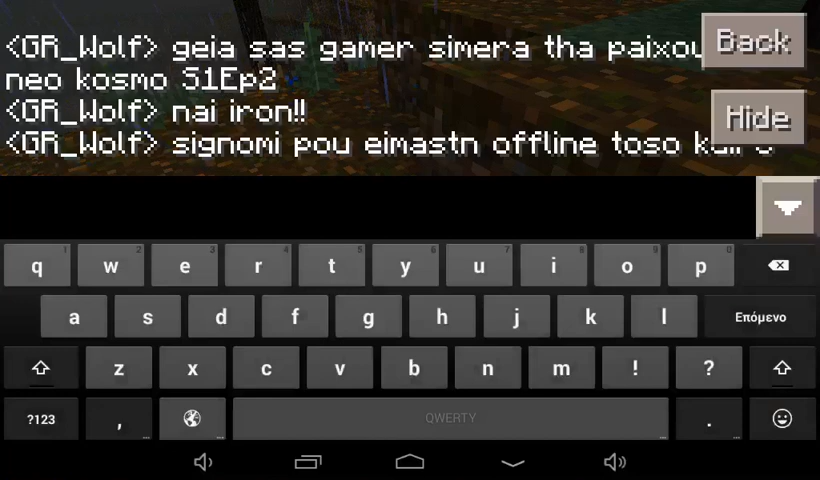 <GR_Wolf> geia sas gamer simera tha
neo kosmo S1Ep2
<GR_Wolf> nai iron!!
<GR_Wolf> signomi pou eimastn offline toso
Back
Hide
q w e r t y u i o p
a s d f g h j k l Επόμενο
z x c v b n m ! ?
?123 , QWERTY .